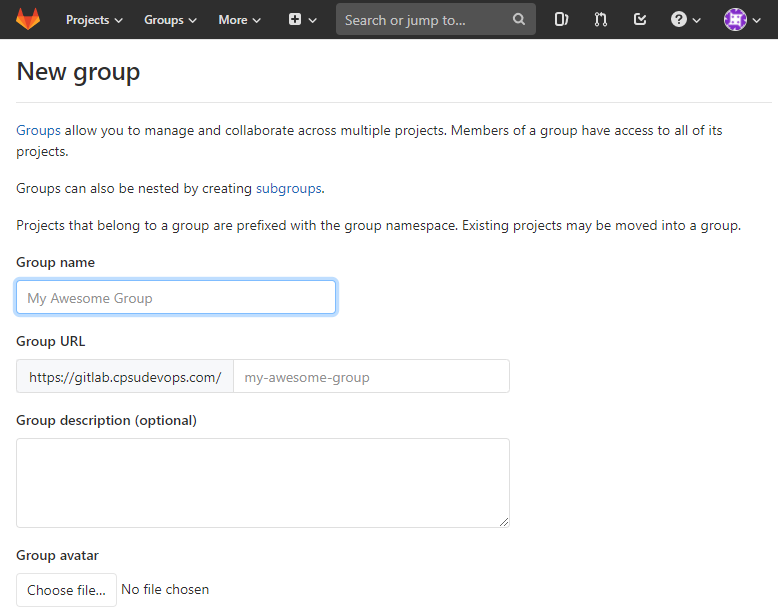 Projects Groups More Search or jump to...
New group
Groups allow you to manage and collaborate across multiple projects. Members of a group have access to all of its
projects.
Groups can also be nested by creating subgroups.
Projects that belong to a group are prefixed with the group namespace. Existing projects may be moved into a group.
Group name
My Awesome Group
Group URL
https://gitlab.cpsudevops.com/ my-awesome-group
Group description (optional)
Group avatar
Choose file... No file chosen